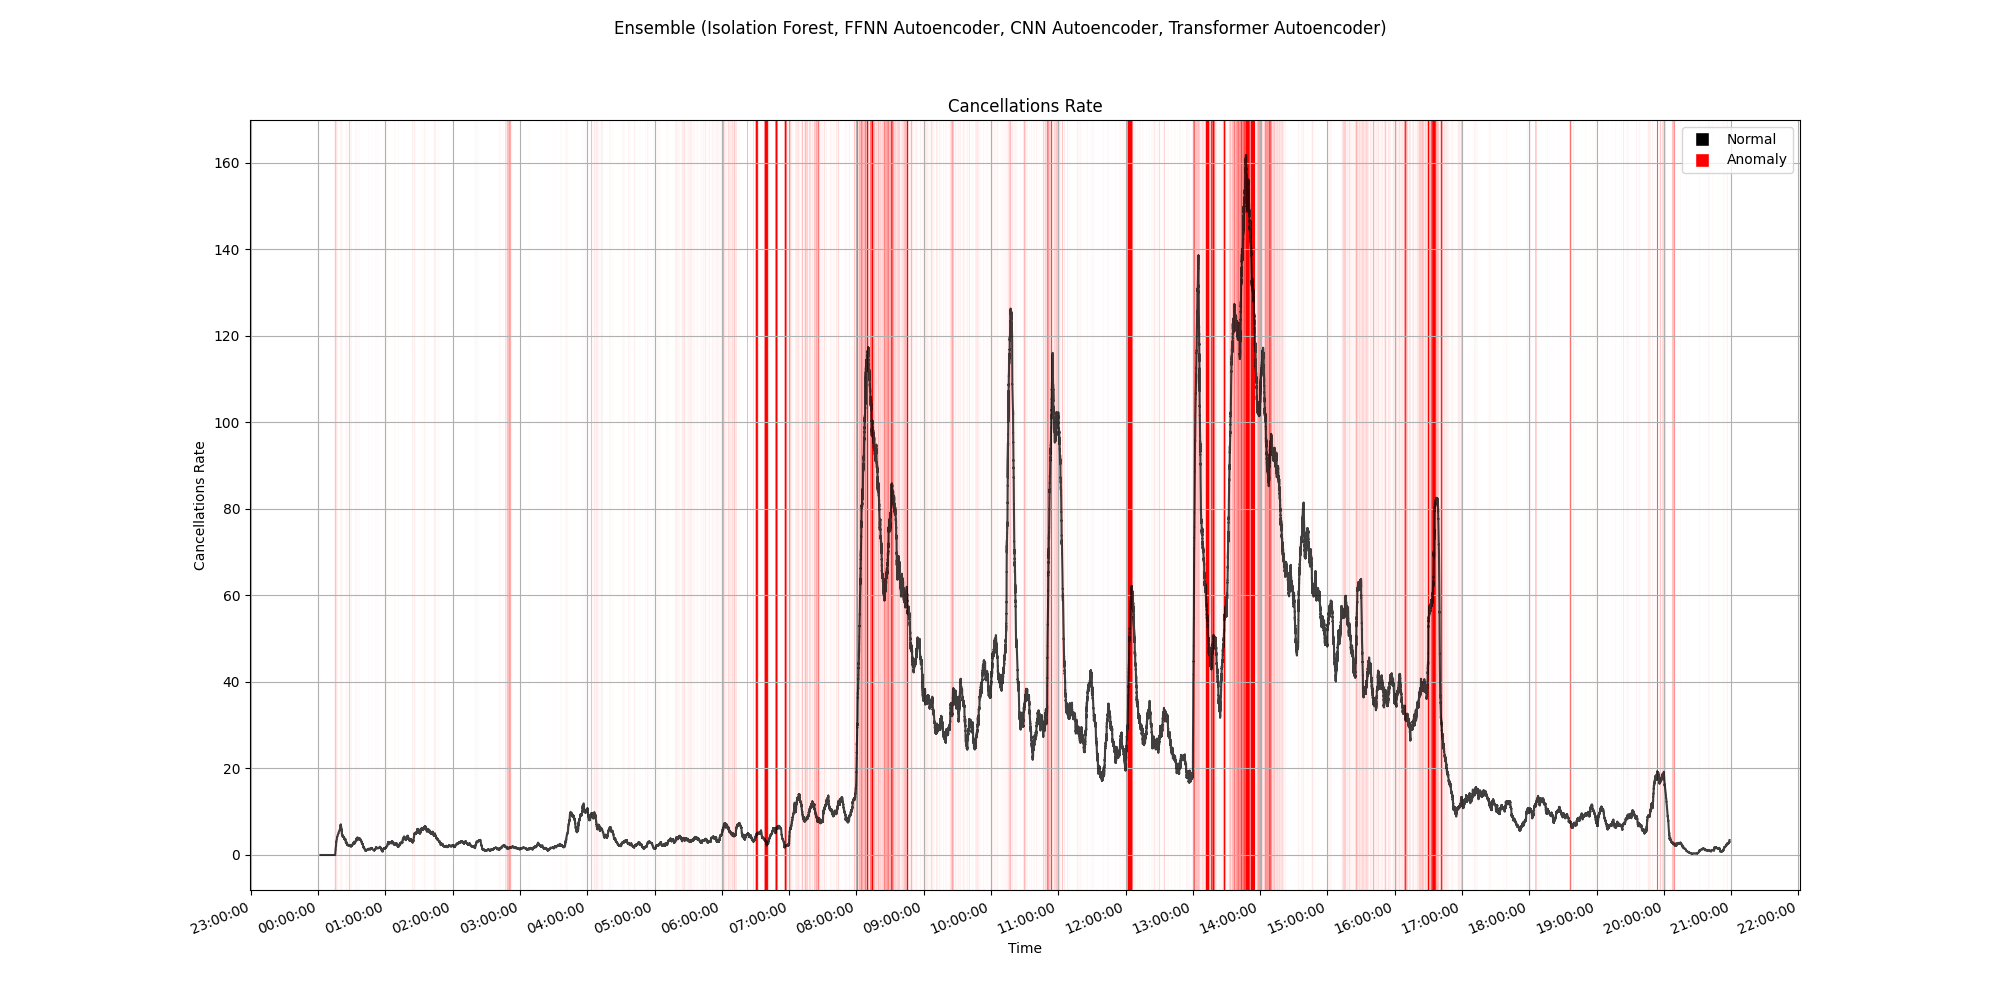 Ensemble (Isolation Forest, FFNN Autoencoder, CNN Autoencoder, Transformer Autoencoder)
Cancellations Rate
Normal
Anomaly
160
140
120
100
80
60
40
20
0
Cancellations Rate
23:00:00 00:00:00 01:00:00 02:00:00 03:00:00 04:00:00 05:00:00 06:00:00 07:00:00 08:00:00 09:00:00 10:00:00 11:00:00 12:00:00 13:00:00 14:00:00 15:00:00 16:00:00 17:00:00 18:00:00 19:00:00 20:00:00 21:00:00 22:00:00
Time